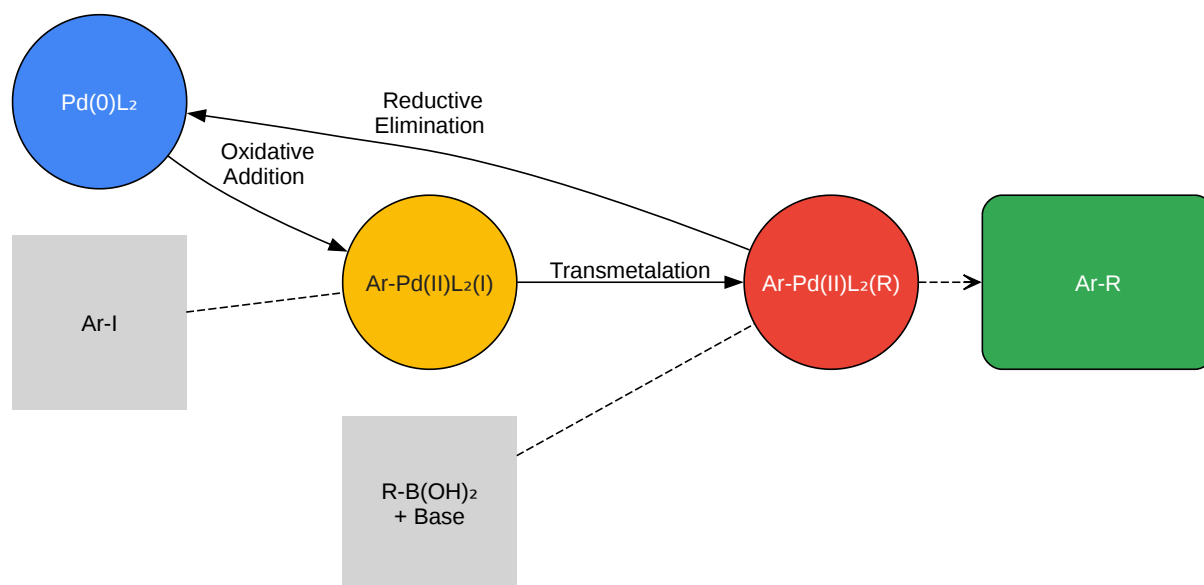 Pd(0)L₂
Reductive
Elimination
Oxidative
Addition
Ar-Pd(II)L₂(I)
Transmetalation
Ar-Pd(II)L₂(R)
Ar-R
Ar-I
R-B(OH)₂
+ Base